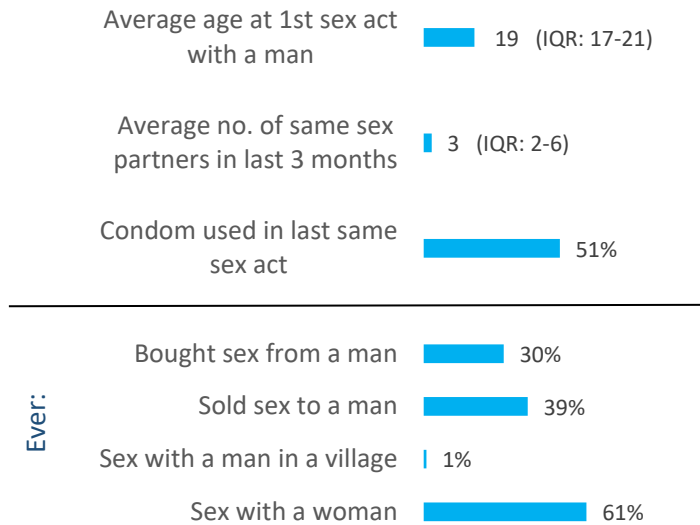 Average age at 1st sex act
with a man
19 (IQR: 17-21)
Average no. of same sex
partners in last 3 months
3 (IQR: 2-6)
Condom used in last same
sex act
51%
Ever:
Bought sex from a man 30%
Sold sex to a man 39%
Sex with a man in a village 1%
Sex with a woman 61%